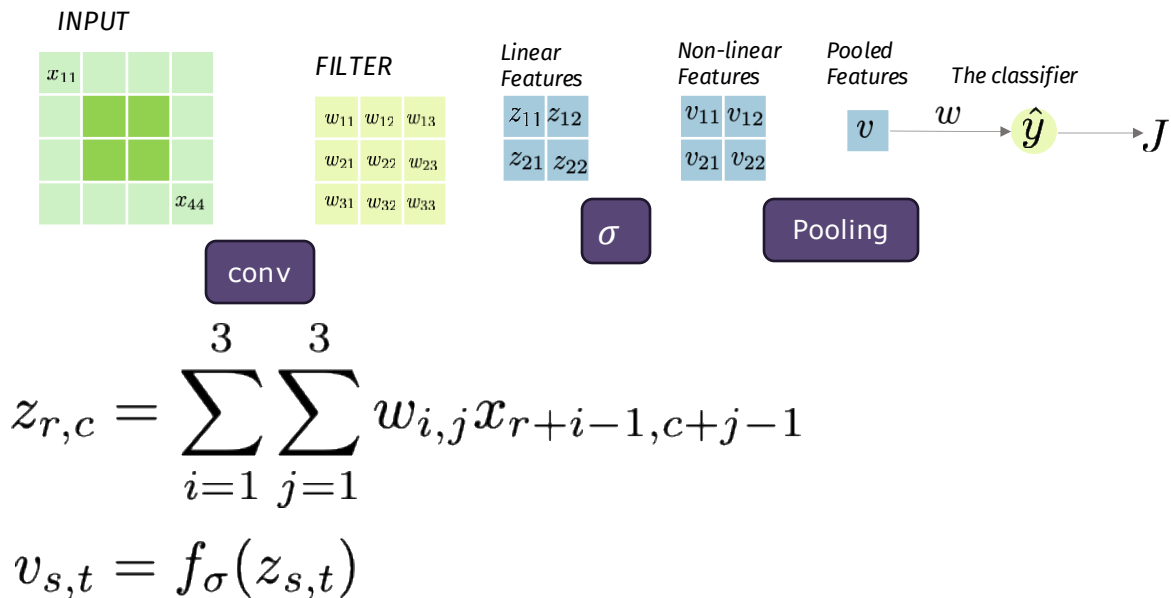 INPUT
FILTER
Linear Features
Non-linear Features
Pooled Features
The classifier
x₁₁
x₄₄
w₁₁ w₁₂ w₁₃
w₂₁ w₂₂ w₂₃
w₃₁ w₃₂ w₃₃
z₁₁ z₁₂
z₂₁ z₂₂
v₁₁ v₁₂
v₂₁ v₂₂
v w ŷ J
conv
σ
Pooling
z_{r,c} = \sum_{i=1}^{3} \sum_{j=1}^{3} w_{i,j} x_{r+i-1,c+j-1}
v_{s,t} = f_σ(z_{s,t})